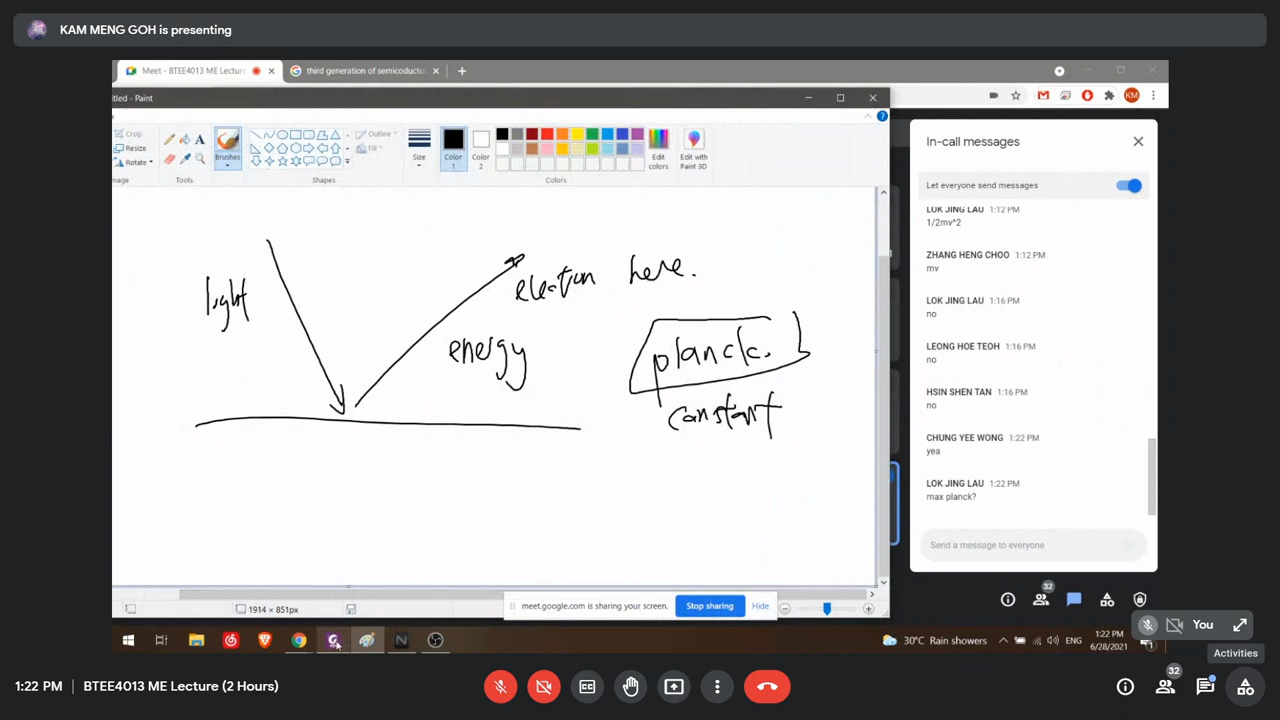 KAM MENG GOH is presenting
Meet - BTEE4013 ME Lectur
third generation of semiconducto
KM
titled - Paint
Crop
Resize
Rotate
mage
Tools
Brushes
Shapes
Outline
Fill
Size
Color 1
Color 2
Edit colors
Edit with Paint 3D
Colors
light
electron here.
energy
planck.
constant
In-call messages
Let everyone send messages
LOK JING LAU 1:12 PM
1/2mv^2
ZHANG HENG CHOO 1:12 PM
mv
LOK JING LAU 1:16 PM
no
LEONG HOE TEOH 1:16 PM
no
HSIN SHEN TAN 1:16 PM
no
CHUNG YEE WONG 1:22 PM
yea
LOK JING LAU 1:22 PM
max planck?
Send a message to everyone
1914 × 851px
meet.google.com is sharing your screen.
Stop sharing
Hide
32
30°C Rain showers
ENG
1:22 PM
6/28/2021
1
You
Activities
1:22 PM | BTEE4013 ME Lecture (2 Hours)
32